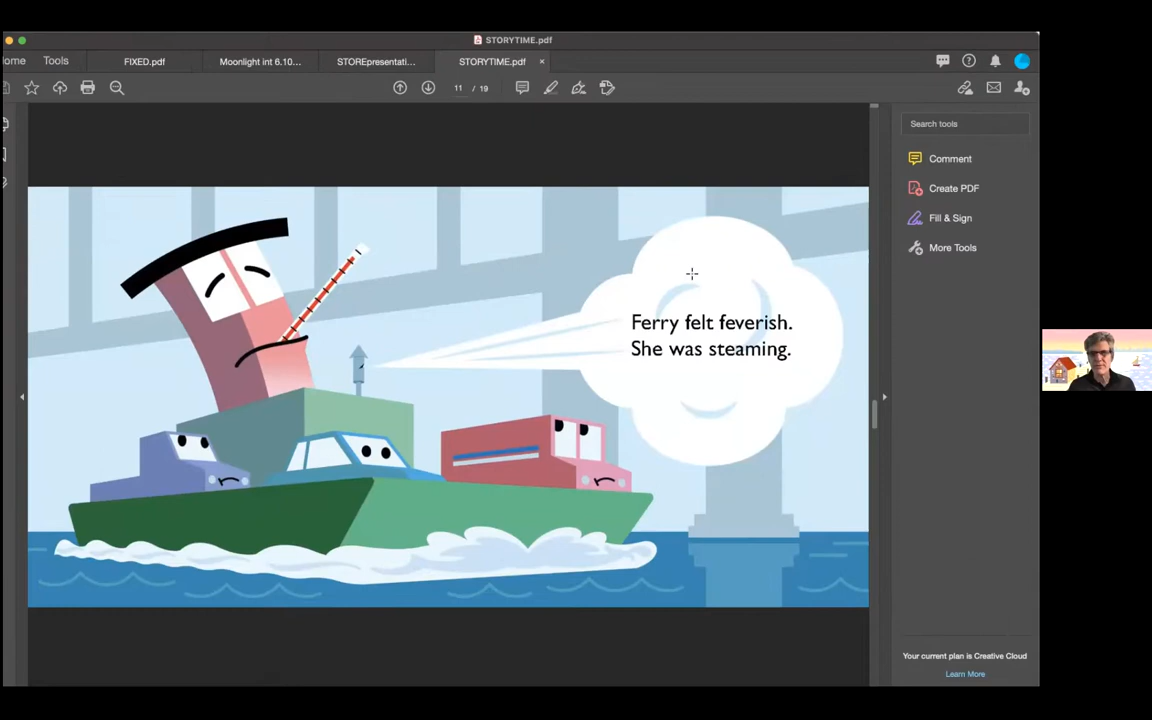 STORYTIME.pdf
ome
Tools
FIXED.pdf
Moonlight int 6.10...
STOREpresentati...
STORYTIME.pdf ×
11 / 19
Search tools
Comment
Create PDF
Fill & Sign
More Tools
Ferry felt feverish.
She was steaming.
Your current plan is Creative Cloud
Learn More